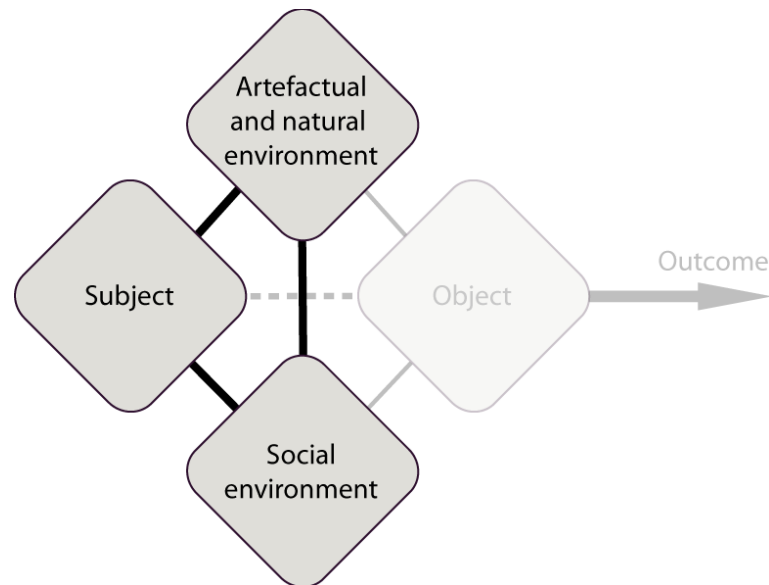 Artefactual
and natural
environment
Subject
Object
Outcome
Social
environment